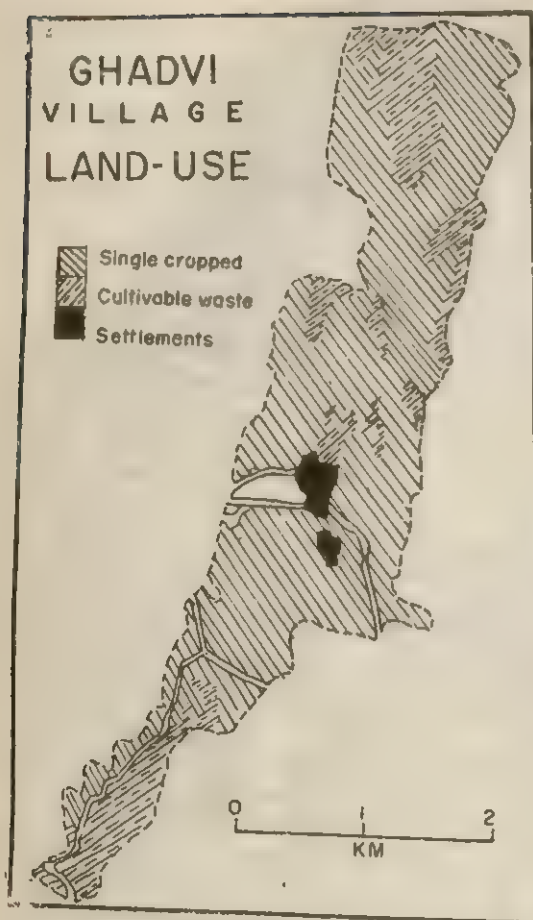 GHADVI
VILLAGE
LAND-USE
Single cropped
Cultivable waste
Settlements
0 1 2
KM